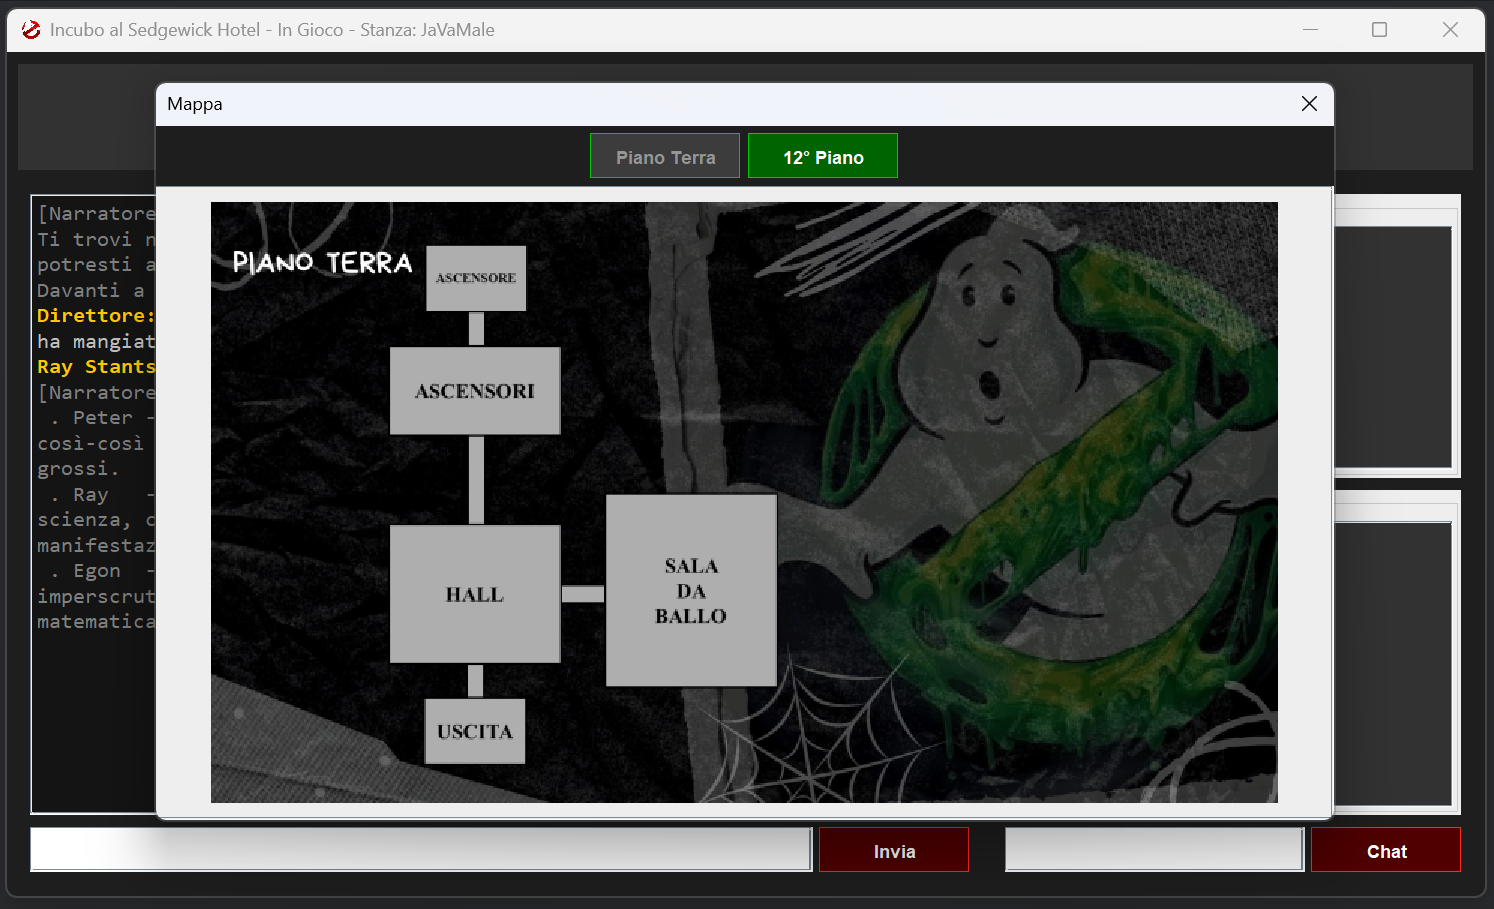 Incubo al Sedgewick Hotel - In Gioco - Stanza: JaVaMale
Mappa
Piano Terra
12° Piano
[Narratore
Ti trovi n
potresti a
Davanti a
Direttore:
ha mangiat
Ray Stants
[Narratore
. Peter -
così-così
grossi.
. Ray -
scienza, c
manifestaz
. Egon -
imperscrut
matematica
PIANO TERRA
ASCENSORE
ASCENSORI
HALL
SALA
DA
BALLO
USCITA
Invia
Chat